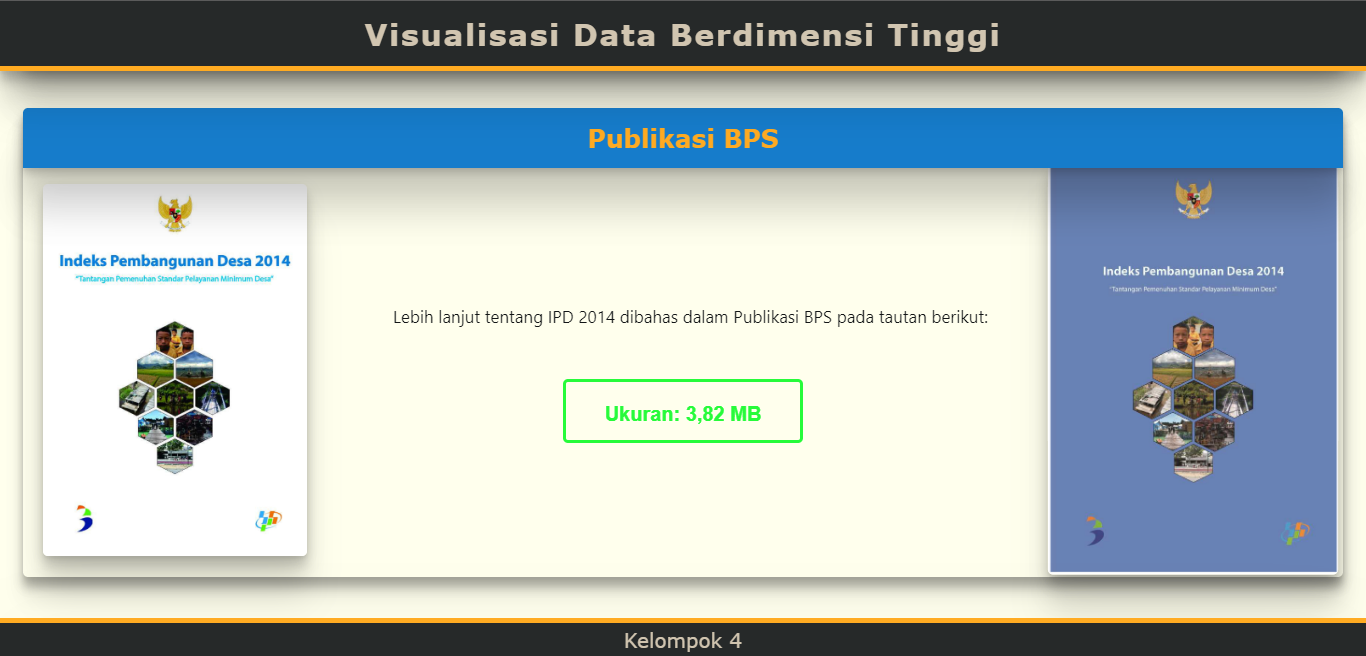 Visualisasi Data Berdimensi Tinggi
Publikasi BPS
Indeks Pembangunan Desa 2014
"Tantangan Pemenuhan Standar Pelayanan Minimum Desa"
Lebih lanjut tentang IPD 2014 dibahas dalam Publikasi BPS pada tautan berikut:
Ukuran: 3,82 MB
Indeks Pembangunan Desa 2014
"Tantangan Pemenuhan Standar Pelayanan Minimum Desa"
Kelompok 4